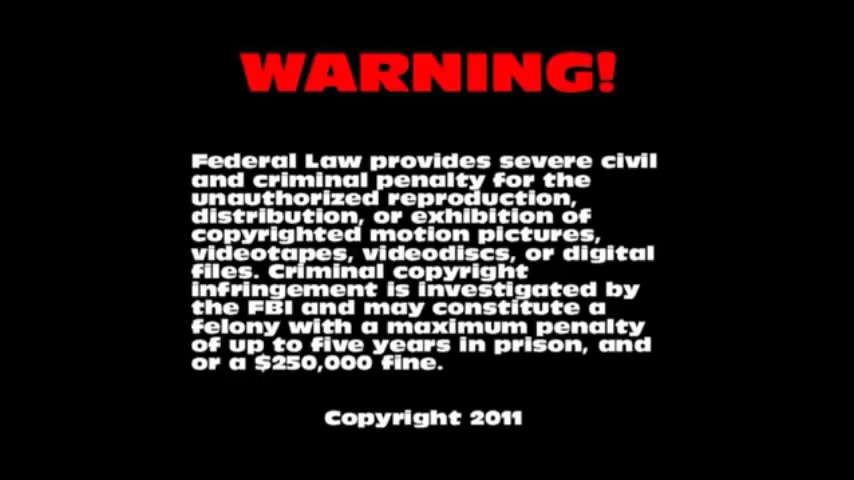 WARNING!
Federal Law provides severe civil
and criminal penalty for the
unauthorized reproduction,
distribution, or exhibition of
copyrighted motion pictures,
videotapes, videodiscs, or digital
files. Criminal copyright
infringement is investigated by
the FBI and may constitute a
felony with a maximum penalty
of up to five years in prison, and
or a $250,000 fine.
Copyright 2011